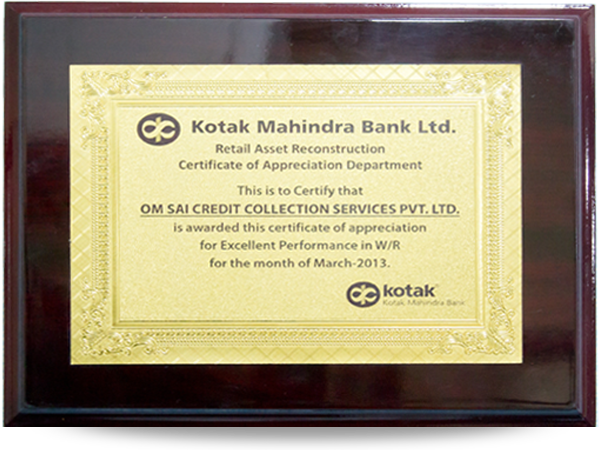 Kotak Mahindra Bank Ltd.
Retail Asset Reconstruction
Certificate of Appreciation Department
This is to Certify that
OM SAI CREDIT COLLECTION SERVICES PVT. LTD.
is awarded this certificate of appreciation
for Excellent Performance in W/R
for the month of March-2013.
kotak
Kotak Mahindra Bank